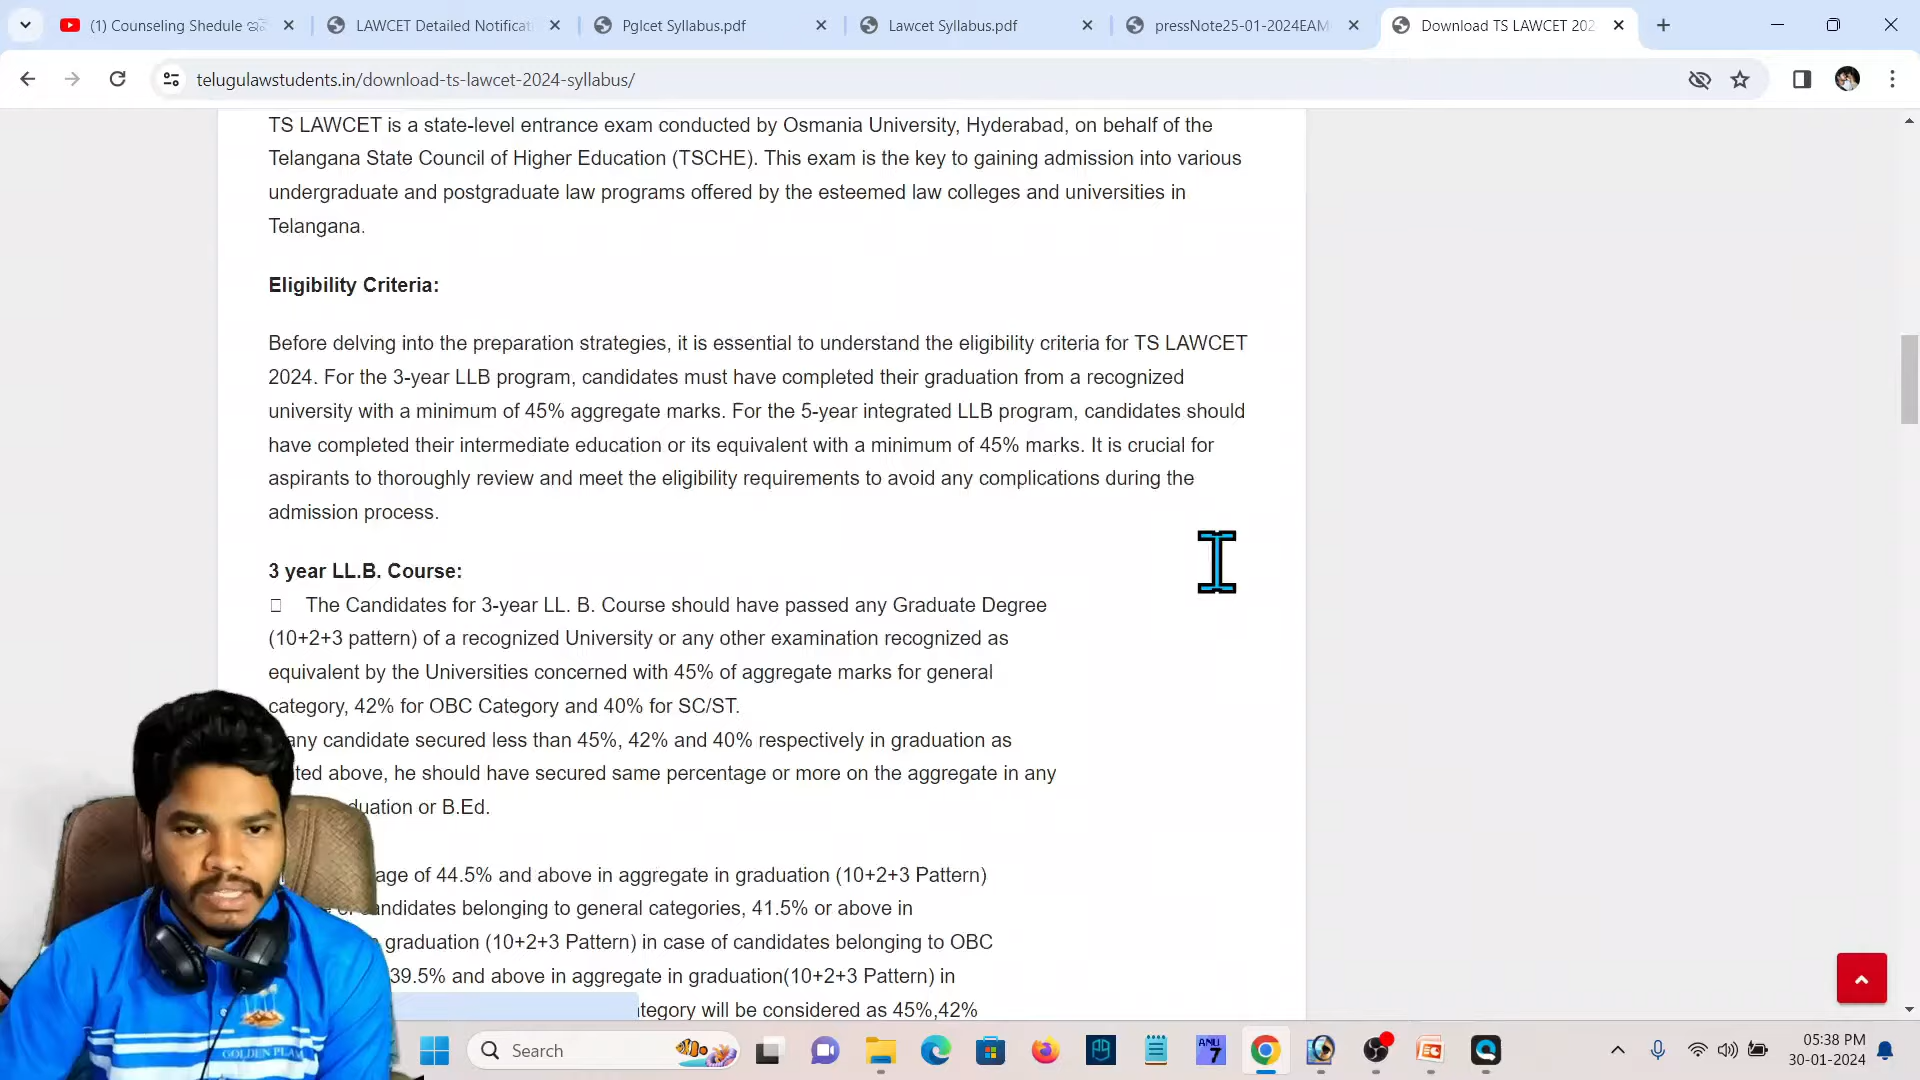 (1) Counseling Shedule
LAWCET Detailed Notificat
Pglcet Syllabus.pdf
Lawcet Syllabus.pdf
pressNote25-01-2024EAM
Download TS LAWCET 202
telugulawstudents.in/download-ts-lawcet-2024-syllabus/
TS LAWCET is a state-level entrance exam conducted by Osmania University, Hyderabad, on behalf of the
Telangana State Council of Higher Education (TSCHE). This exam is the key to gaining admission into various
undergraduate and postgraduate law programs offered by the esteemed law colleges and universities in
Telangana.
Eligibility Criteria:
Before delving into the preparation strategies, it is essential to understand the eligibility criteria for TS LAWCET
2024. For the 3-year LLB program, candidates must have completed their graduation from a recognized
university with a minimum of 45% aggregate marks. For the 5-year integrated LLB program, candidates should
have completed their intermediate education or its equivalent with a minimum of 45% marks. It is crucial for
aspirants to thoroughly review and meet the eligibility requirements to avoid any complications during the
admission process.
3 year LL.B. Course:
The Candidates for 3-year LL. B. Course should have passed any Graduate Degree
(10+2+3 pattern) of a recognized University or any other examination recognized as
equivalent by the Universities concerned with 45% of aggregate marks for general
category, 42% for OBC Category and 40% for SC/ST.
any candidate secured less than 45%, 42% and 40% respectively in graduation as
ted above, he should have secured same percentage or more on the aggregate in any
duation or B.Ed.
age of 44.5% and above in aggregate in graduation (10+2+3 Pattern)
candidates belonging to general categories, 41.5% or above in
graduation (10+2+3 Pattern) in case of candidates belonging to OBC
39.5% and above in aggregate in graduation(10+2+3 Pattern) in
tegory will be considered as 45%,42%
GOLDEN PLA
Search
ANU
7
05:38 PM
30-01-2024